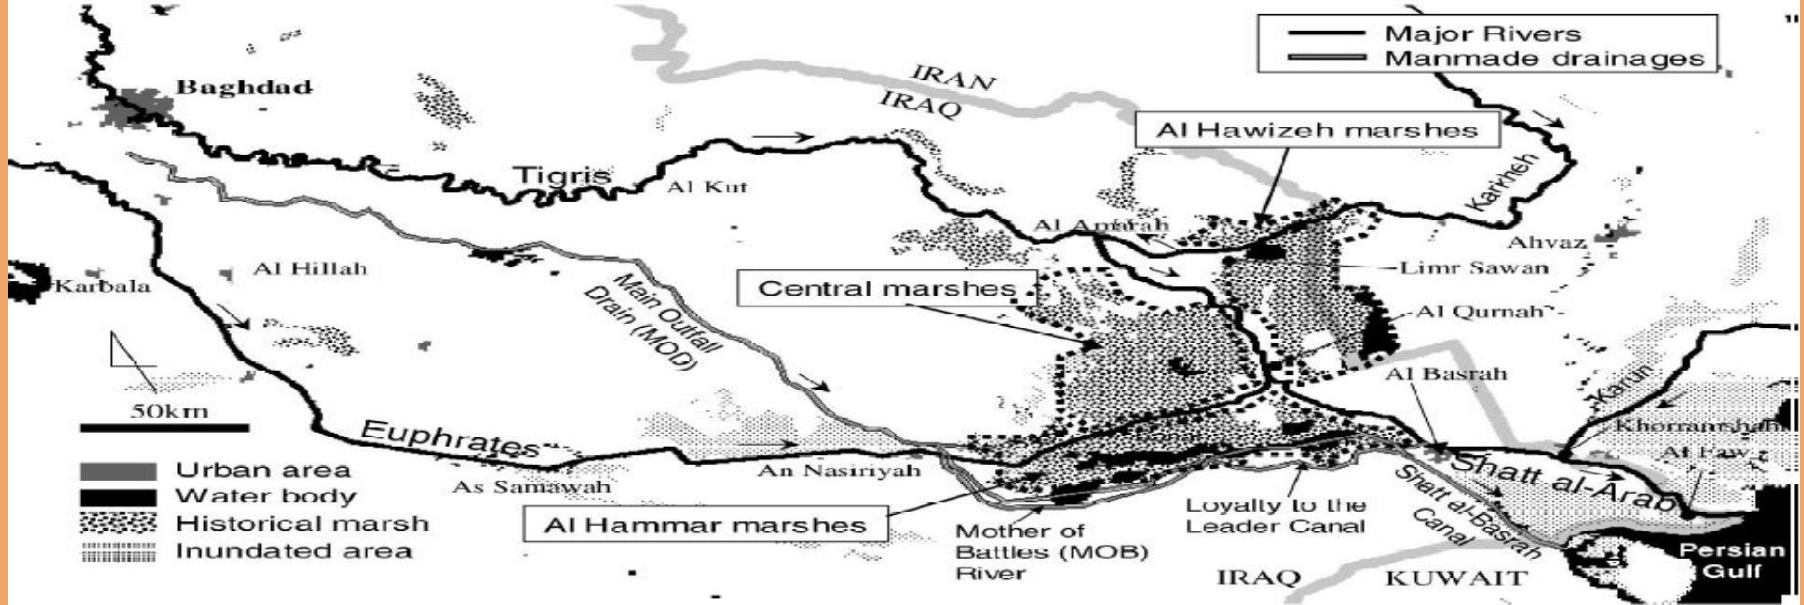 Major Rivers
Manmade drainages
IRAN
IRAQ
Baghdad
Al Hawizeh marshes
Tigris
Al Kut
Karkheh
Al Amarah
Ahvaz
Al Hillah
Karbala
Limr Sawan
Central marshes
Main Outfall
Drain (MOD)
Al Qurnah
Al Basrah
Karun
50km
Euphrates
Khorramshah
Al Faw
An Nasiriyah
As Samawah
Shatt al-Arab
Urban area
Water body
Historical marsh
Inundated area
Al Hammar marshes
Mother of
Battles (MOB)
River
Loyally to the
Leader Canal
Shatt al-Basrah
Canal
Persian
Gulf
IRAQ
KUWAIT